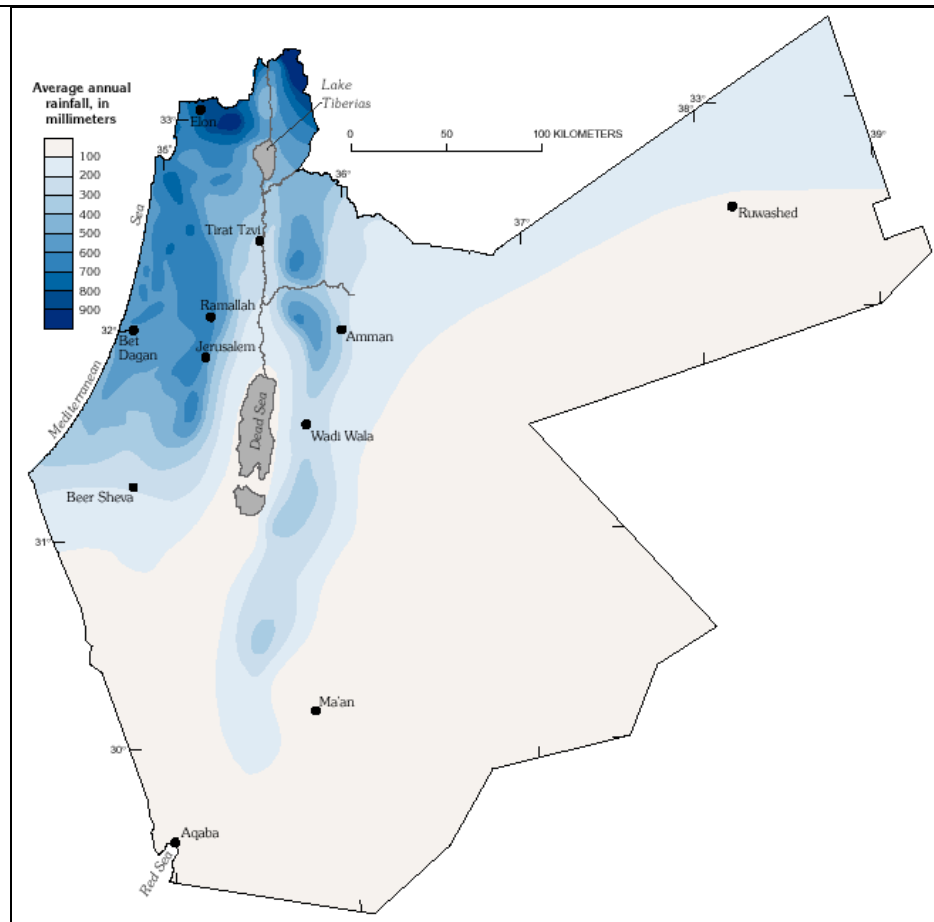 Average annual
rainfall, in
millimeters
100
200
300
400
500
600
700
800
900
Lake
Tiberias
0
50
100 KILOMETERS
33°
38°
39°
33°
Elon
35°
36°
37°
Ruwashed
Sea
Tirat Tzvi
Ramallah
32°
Bet
Dagan
Jerusalem
Amman
Mediterranean
Dead Sea
Wadi Wala
Beer Sheva
31°
Ma'an
30°
Aqaba
Red Sea